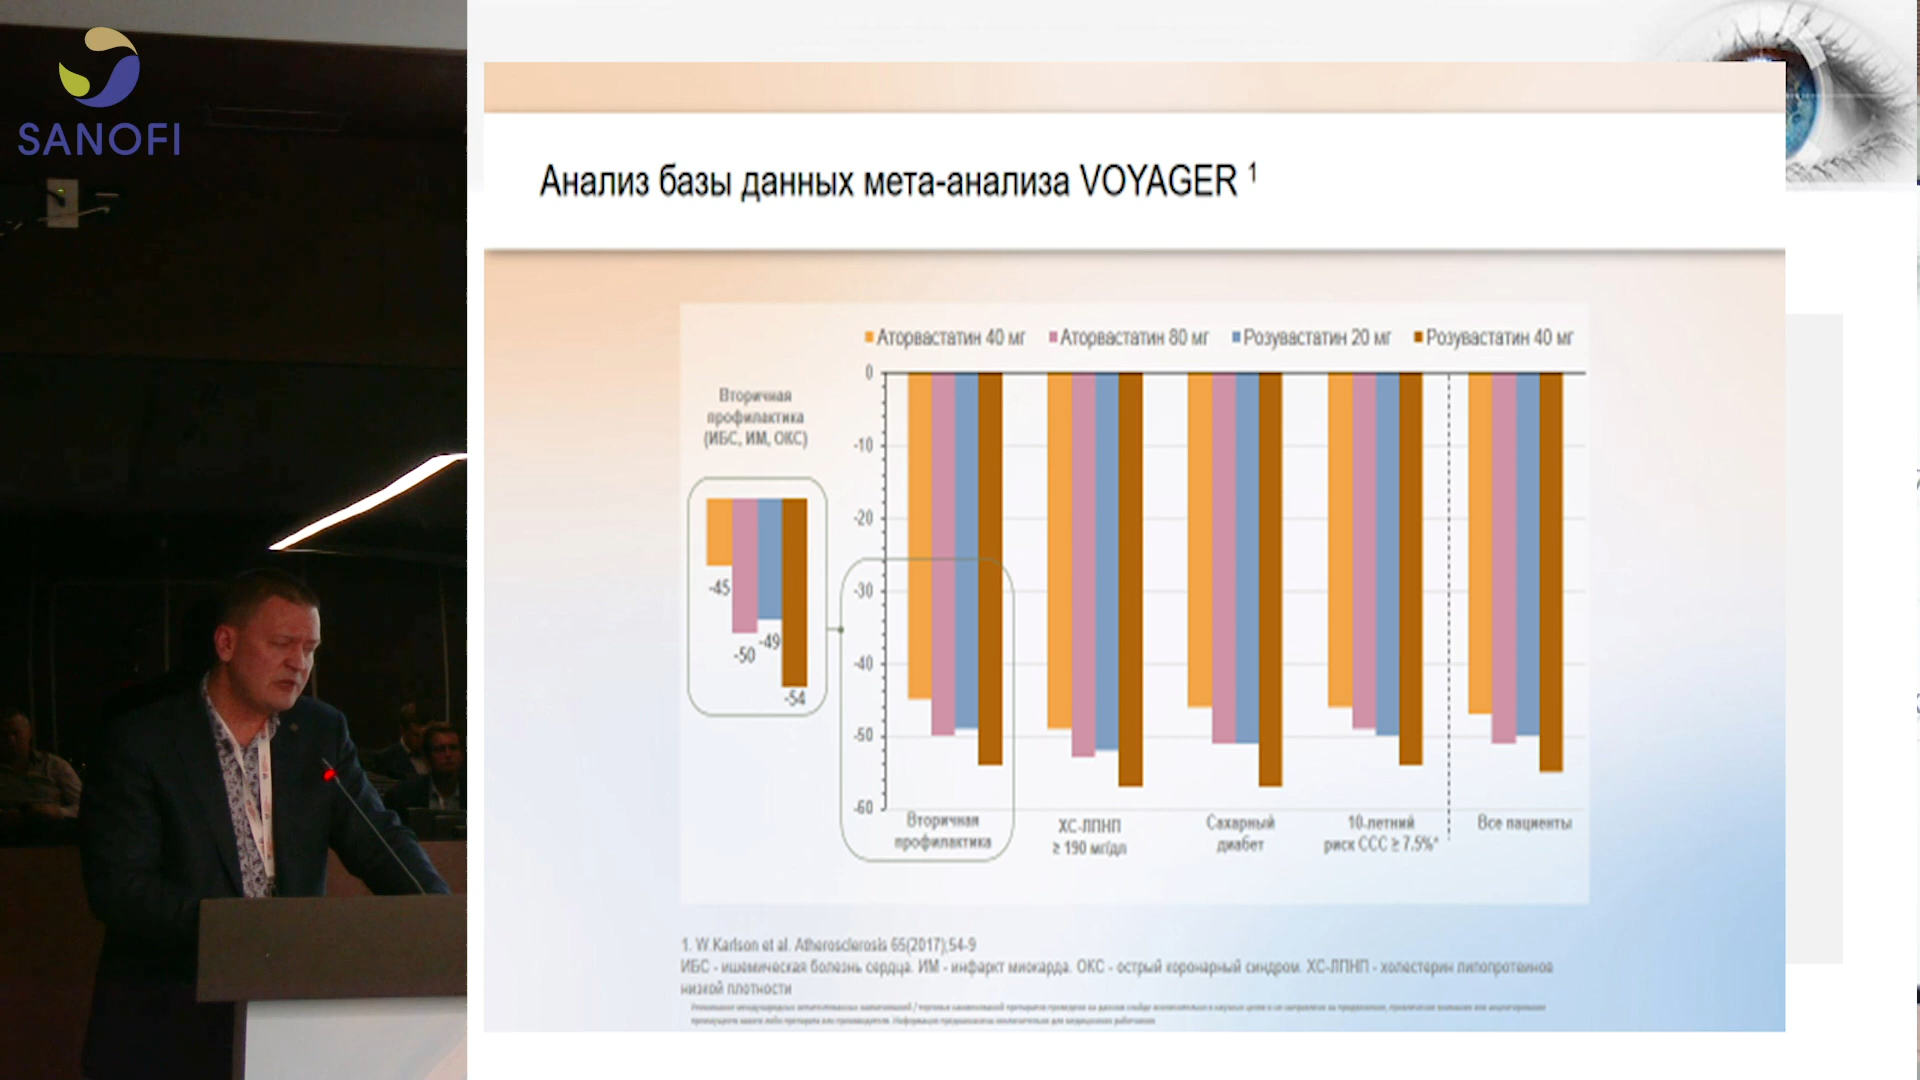 SANOFI
Анализ базы данных мета-анализа VOYAGER 1
Аторвастатин 40 мг Аторвастатин 80 мг Розувастатин 20 мг Розувастатин 40 мг
Вторичная
профилактика
(ИБС, ИМ, ОКС)
-45
-50
-49
-54
0
-10
-20
-30
-40
-50
-60
Вторичная
профилактика
ХС-ЛПНП
≥ 190 мг/дл
Сахарный
диабет
10-летний
риск ССС ≥ 7.5%*
Все пациенты
1. W.Karlson et al. Atherosclerosis 65(2017);54-9
ИБС - ишемическая болезнь сердца. ИМ - инфаркт миокарда. ОКС - острый коронарный синдром. ХС-ЛПНП - холестерин липопротеинов
низкой плотности